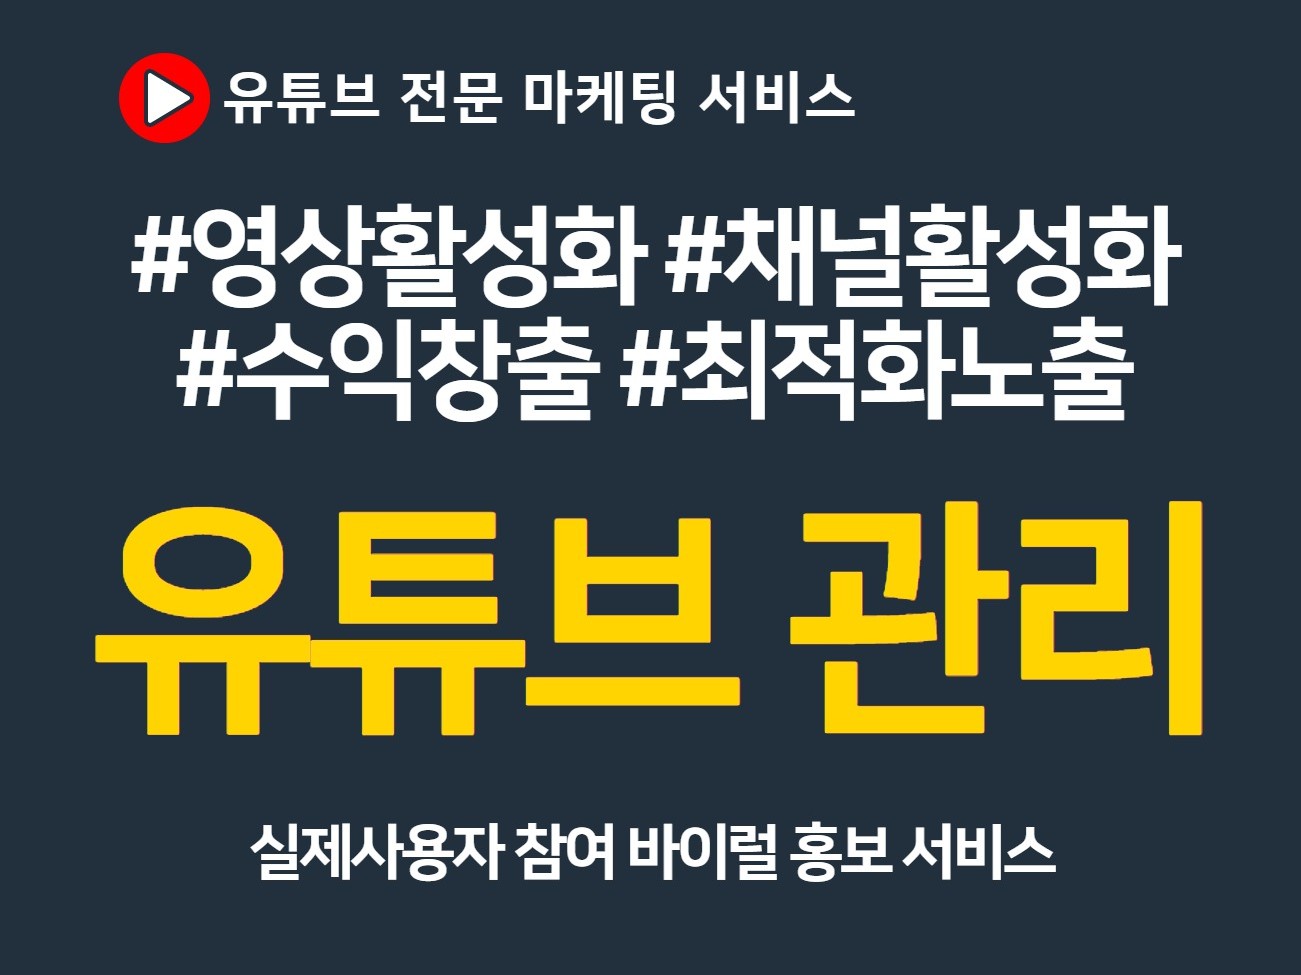 유튜브 전문 마케팅 서비스
#영상활성화 #채널활성화
#수익창출 #최적화노출
유튜브 관리
실제사용자 참여 바이럴 홍보 서비스